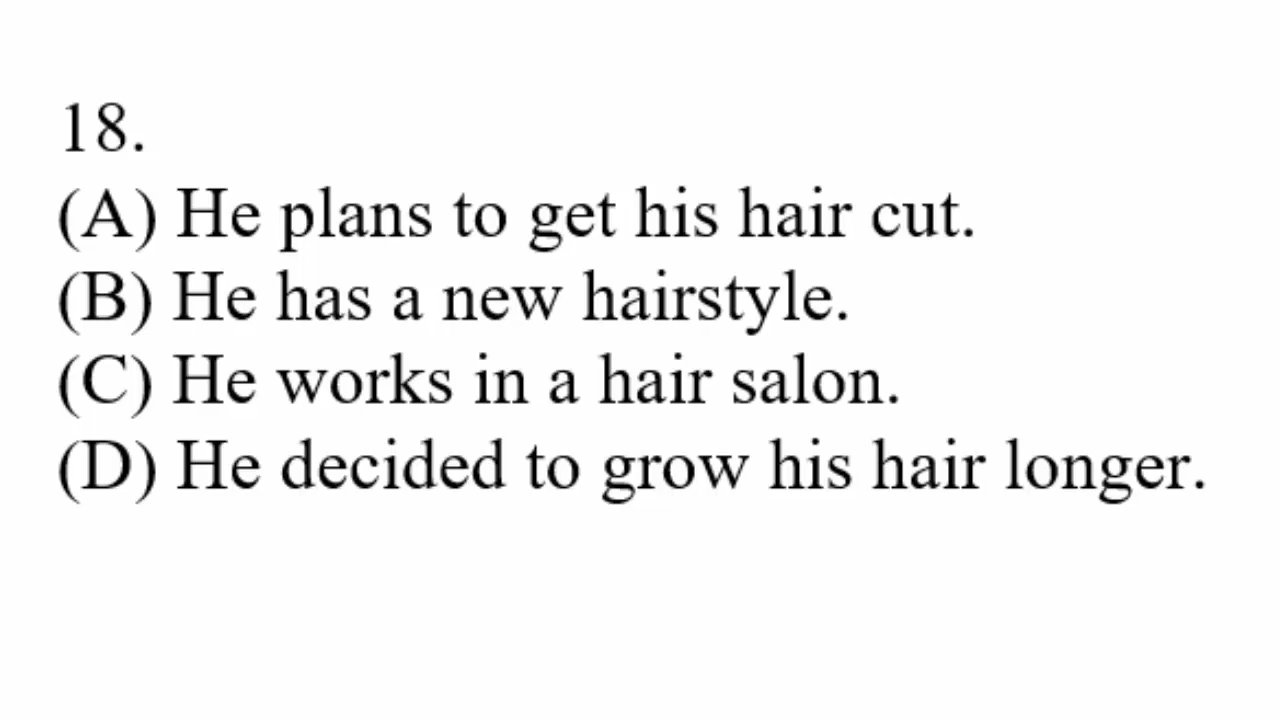 18.
(A) He plans to get his hair cut.
(B) He has a new hairstyle.
(C) He works in a hair salon.
(D) He decided to grow his hair longer.